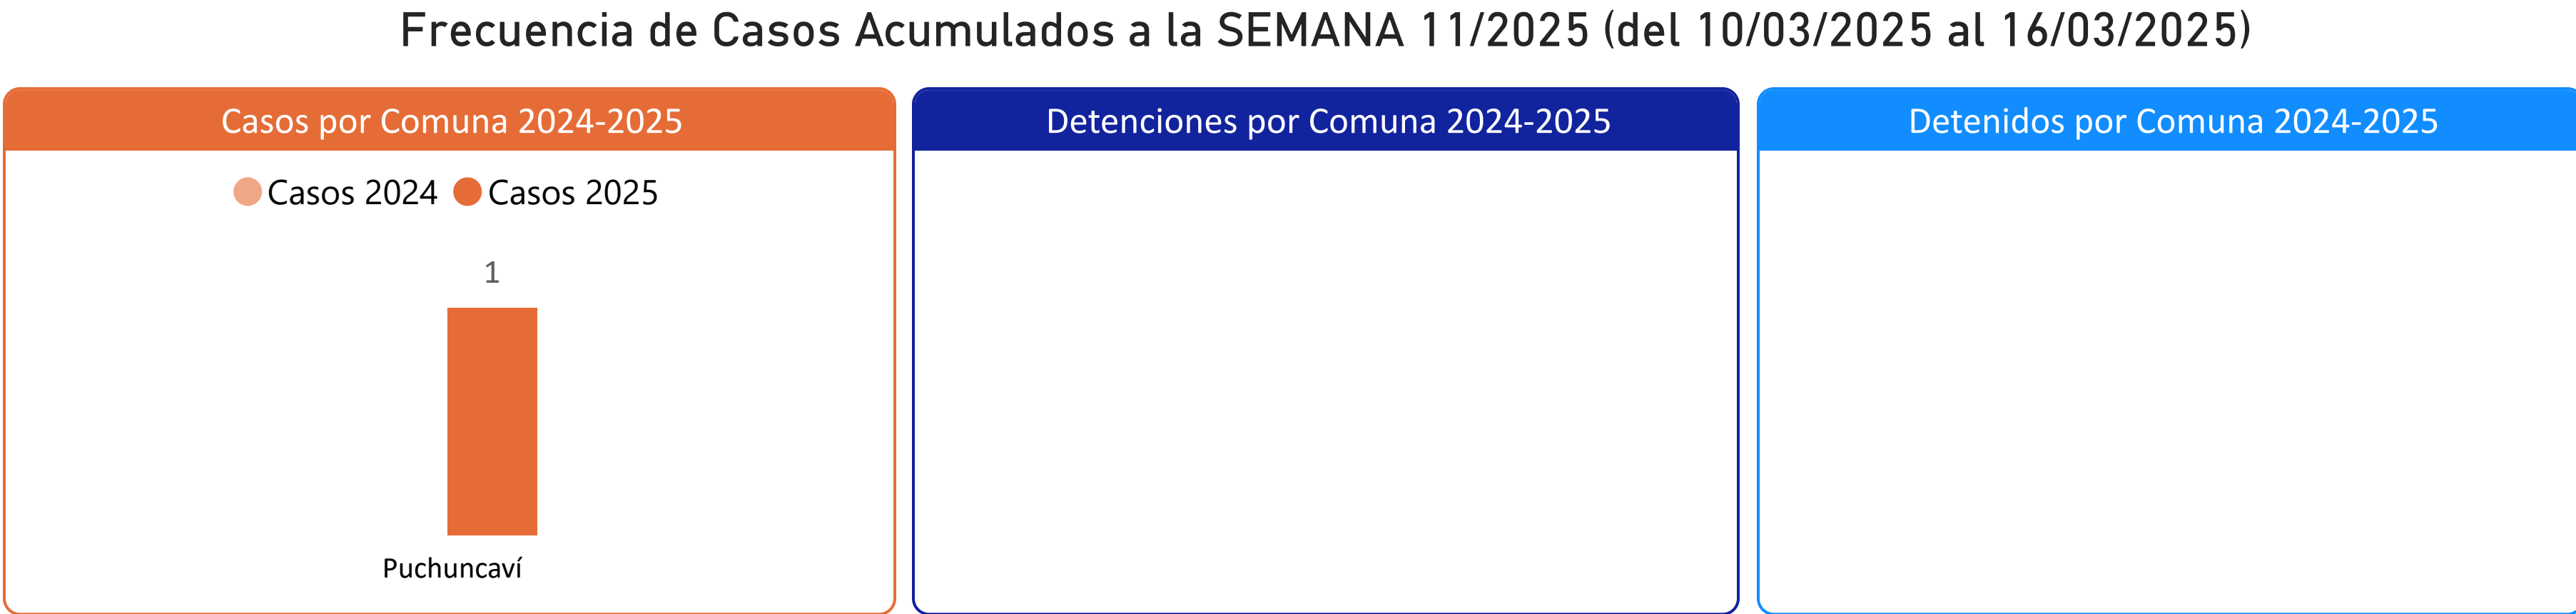 Frecuencia de Casos Acumulados a la SEMANA 11/2025 (del 10/03/2025 al 16/03/2025)
Casos por Comuna 2024-2025
Casos 2024 Casos 2025
1
Puchuncaví
Detenciones por Comuna 2024-2025
Detenidos por Comuna 2024-2025